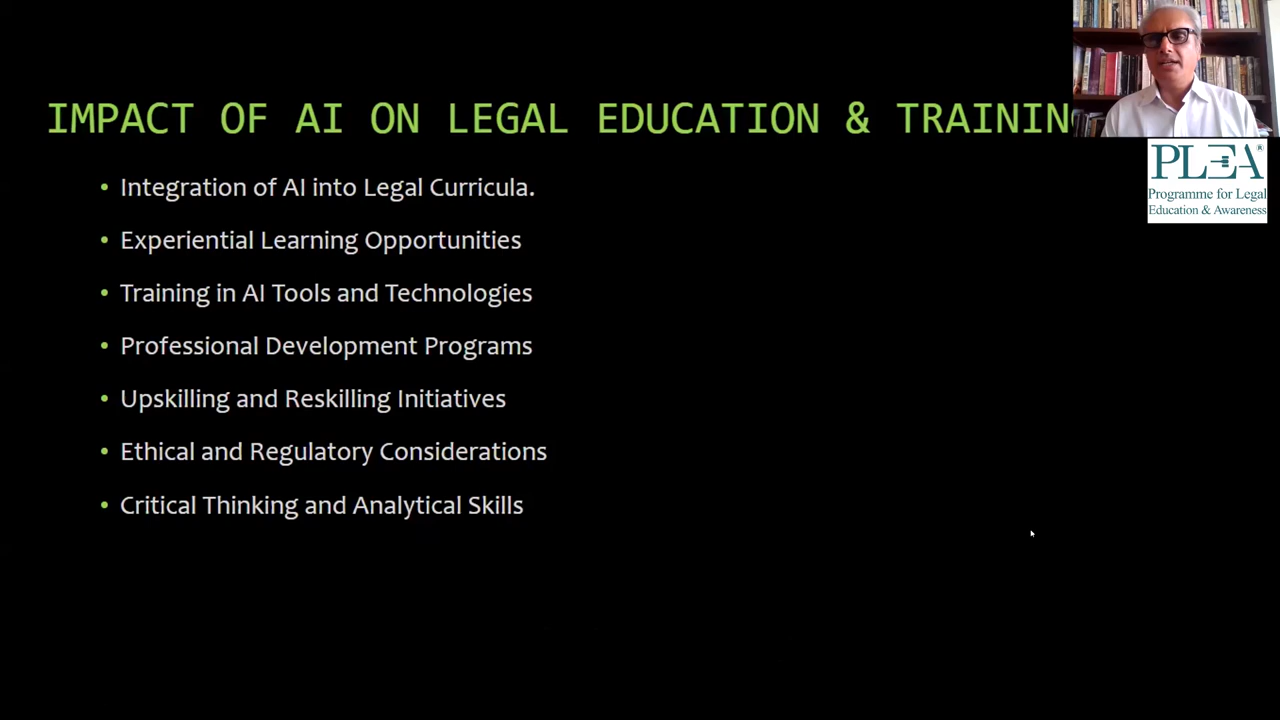 IMPACT OF AI ON LEGAL EDUCATION & TRAINING
• Integration of AI into Legal Curricula.
• Experiential Learning Opportunities
• Training in AI Tools and Technologies
• Professional Development Programs
• Upskilling and Reskilling Initiatives
• Ethical and Regulatory Considerations
• Critical Thinking and Analytical Skills
PLEA®
Programme for Legal
Education & Awareness